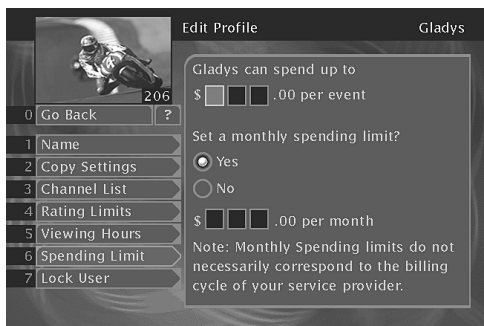 Edit Profile
Gladys
206
0 Go Back ?
1 Name
2 Copy Settings
3 Channel List
4 Rating Limits
5 Viewing Hours
6 Spending Limit
7 Lock User
Gladys can spend up to
$ .00 per event
Set a monthly spending limit?
Yes
No
$ .00 per month
Note: Monthly Spending limits do not
necessarily correspond to the billing
cycle of your service provider.